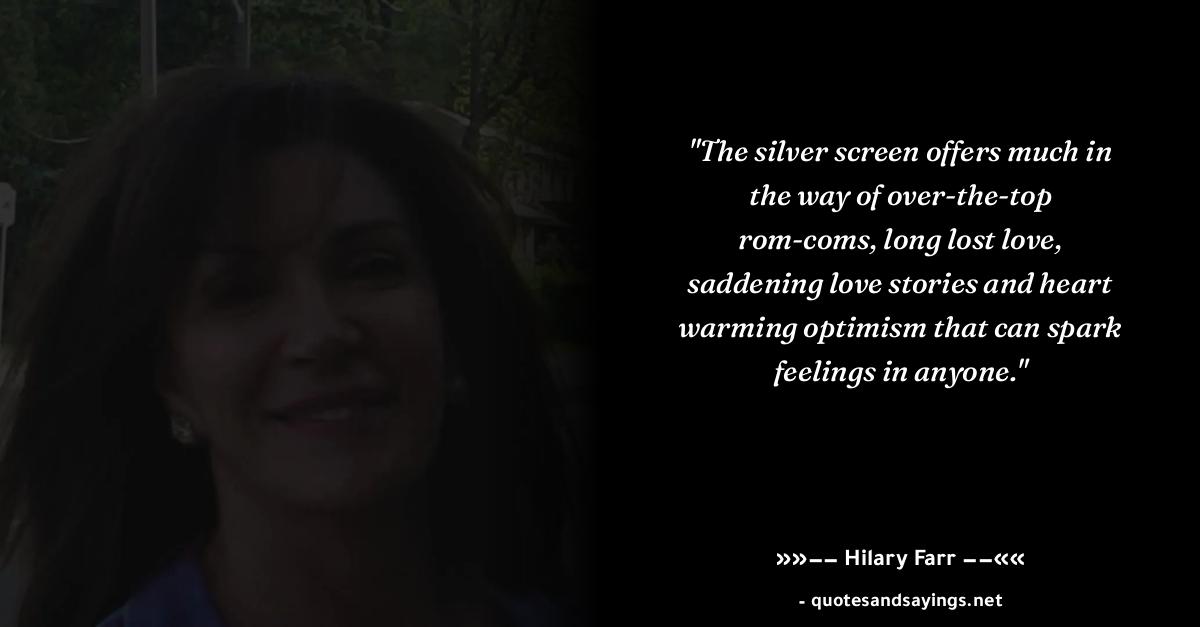 "The silver screen offers much in
the way of over-the-top
rom-coms, long lost love,
saddening love stories and heart
warming optimism that can spark
feelings in anyone."
»»—— Hilary Farr ——««
- quotesandsayings.net